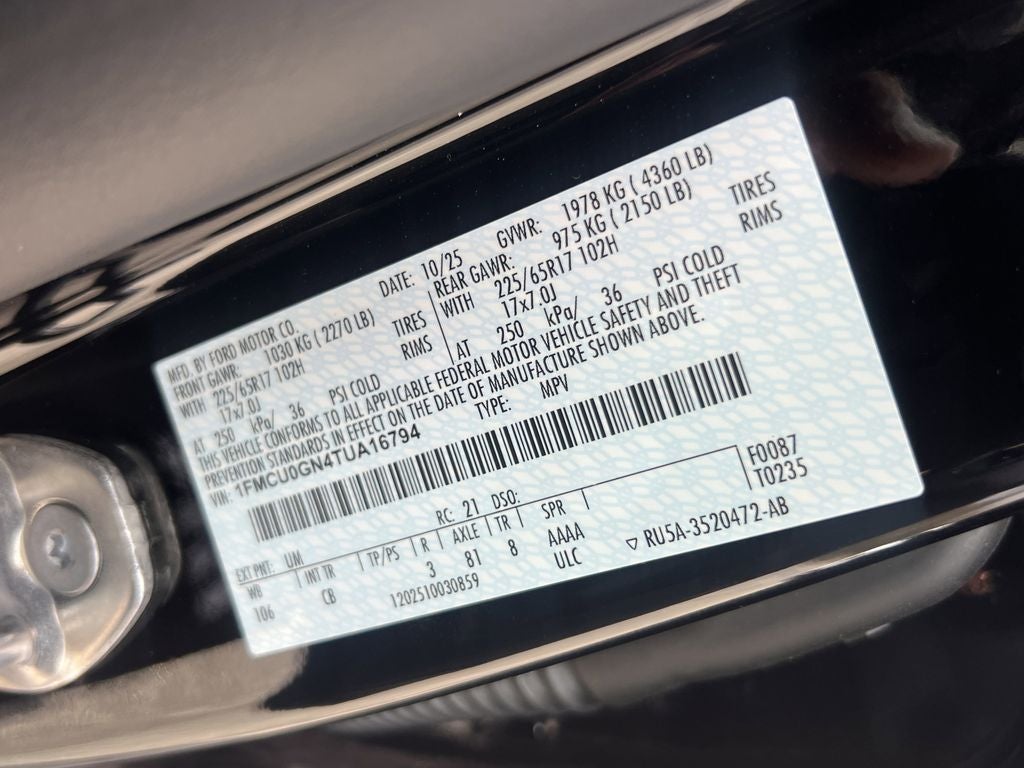 MFD. BY FORD MOTOR CO.
DATE: 10/25
GVWR: 1978 KG ( 4360 LB)
FRONT GAWR: 1030 KG ( 2270 LB)
REAR GAWR: 975 KG ( 2150 LB)
WITH 225/65R17 102H TIRES
WITH 225/65R17 102H TIRES
17x7.0J RIMS
17x7.0J RIMS
AT 250 kPa/ 36 PSI COLD
AT 250 kPa/ 36 PSI COLD
THIS VEHICLE CONFORMS TO ALL APPLICABLE FEDERAL MOTOR VEHICLE SAFETY AND THEFT
PREVENTION STANDARDS IN EFFECT ON THE DATE OF MANUFACTURE SHOWN ABOVE.
VIN: 1FMCU0GN4TUA16794
TYPE: MPV
EXT PNT: UM RC: 21 DSO:
WB INT TR TP/PS R AXLE TR SPR
106 CB 3 81 8 AAAA
ULC
F0087
T0235
1202510030859
▽ RU5A-3520472-AB